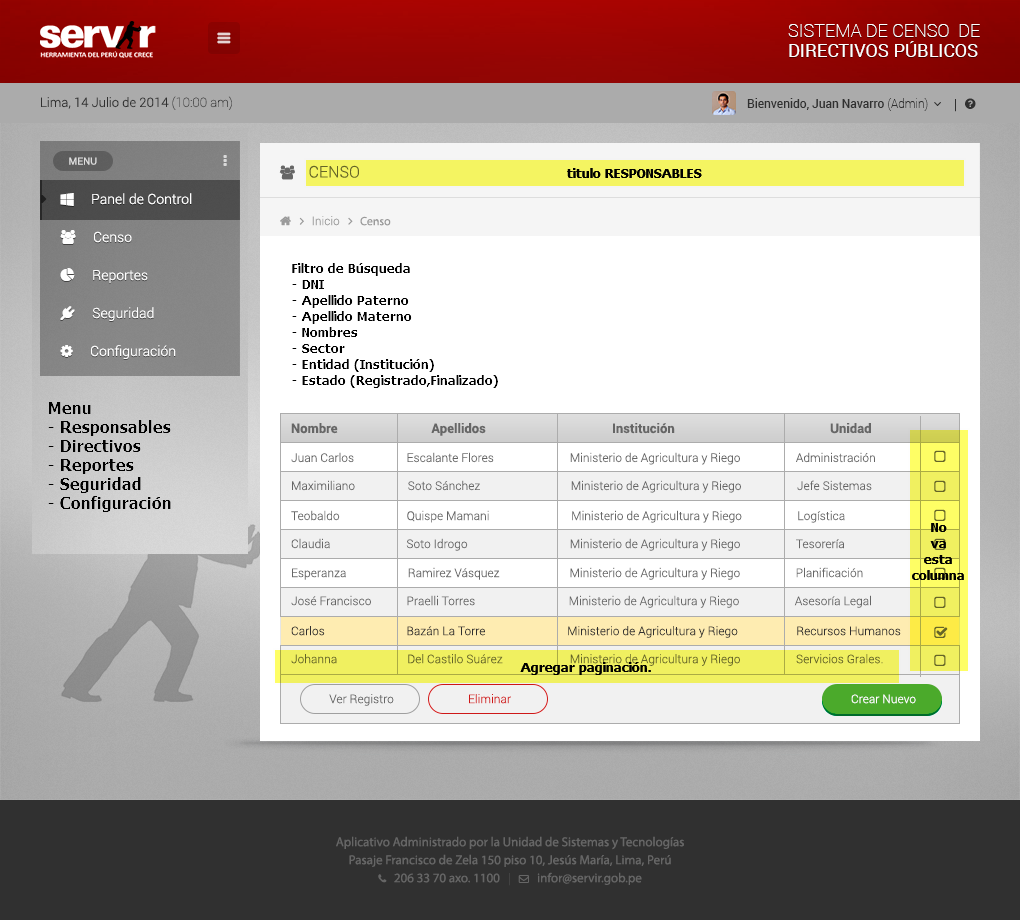 servir
HERRAMIENTA DEL PERÚ QUE CRECE
SISTEMA DE CENSO DE
DIRECTIVOS PÚBLICOS
Lima, 14 Julio de 2014 (10:00 am)
Bienvenido, Juan Navarro (Admin) |
MENU
Panel de Control
Censo
Reportes
Seguridad
Configuración
Menu
- Responsables
- Directivos
- Reportes
- Seguridad
- Configuración
CENSO titulo RESPONSABLES
Inicio > Censo
Filtro de Búsqueda
- DNI
- Apellido Paterno
- Apellido Materno
- Nombres
- Sector
- Entidad (Institución)
- Estado (Registrado,Finalizado)
Nombre Apellidos Institución Unidad
Juan Carlos Escalante Flores Ministerio de Agricultura y Riego Administración
Maximiliano Soto Sánchez Ministerio de Agricultura y Riego Jefe Sistemas
Teobaldo Quispe Mamani Ministerio de Agricultura y Riego Logística
Claudia Soto Idrogo Ministerio de Agricultura y Riego Tesorería
Esperanza Ramirez Vásquez Ministerio de Agricultura y Riego Planificación
José Francisco Praelli Torres Ministerio de Agricultura y Riego Asesoría Legal
Carlos Bazán La Torre Ministerio de Agricultura y Riego Recursos Humanos
Johanna Del Castilo Suárez Ministerio de Agricultura y Riego Servicios Grales.
No
va
esta
columna
Agregar paginación.
Ver Registro Eliminar Crear Nuevo
Aplicativo Administrado por la Unidad de Sistemas y Tecnologías
Pasaje Francisco de Zela 150 piso 10, Jesús María, Lima, Perú
206 33 70 axo. 1100 | infor@servir.gob.pe